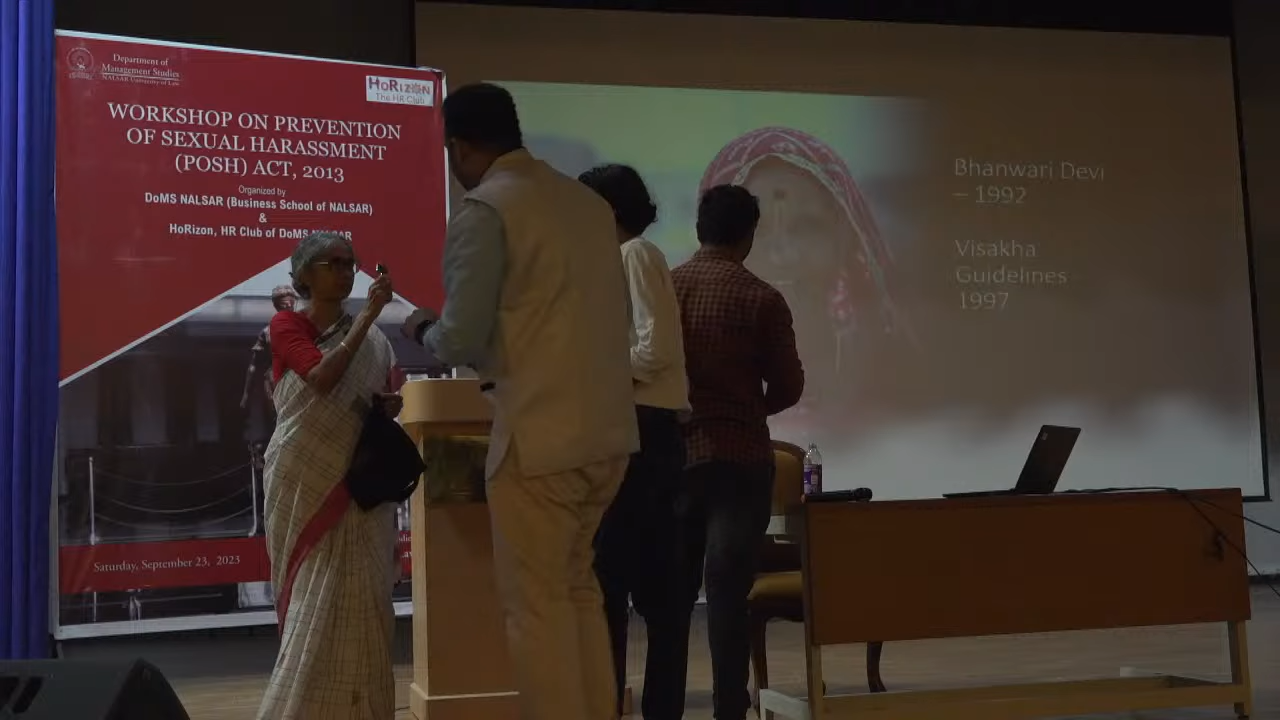 Department of
Management Studies
NALSAR University of Law
HoRizon
The HR Club
WORKSHOP ON PREVENTION
OF SEXUAL HARASSMENT
(POSH) ACT, 2013
Organized by
DoMS NALSAR (Business School of NALSAR)
&
HoRizon, HR Club of DoMS NALSAR
Saturday, September 23, 2023
Bhanwari Devi
– 1992
Visakha
Guidelines
1997